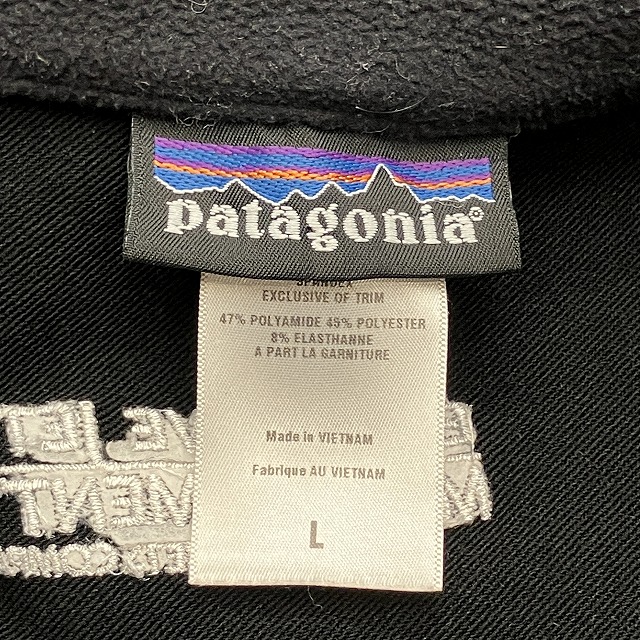 patagonia®
SPANDEX
EXCLUSIVE OF TRIM
47% POLYAMIDE 45% POLYESTER
8% ELASTHANNE
A PART LA GARNITURE
Made in VIETNAM
Fabrique AU VIETNAM
L